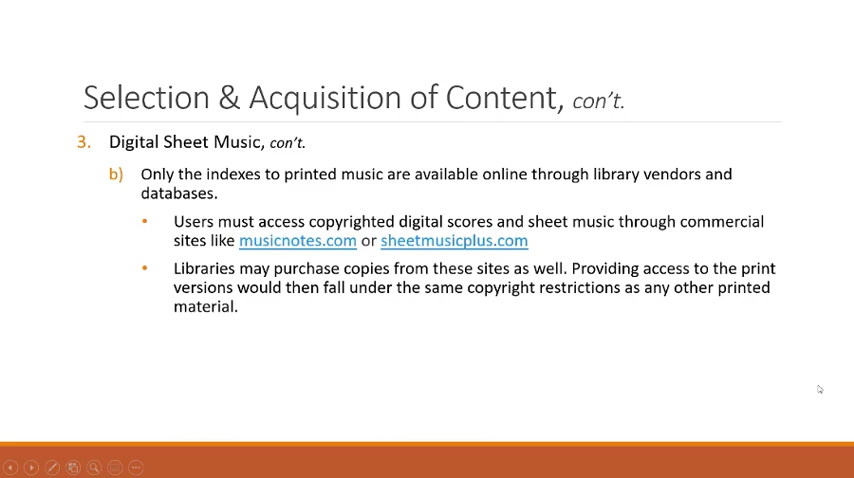 Selection & Acquisition of Content, con't.
3. Digital Sheet Music, con't.
b) Only the indexes to printed music are available online through library vendors and
databases.
• Users must access copyrighted digital scores and sheet music through commercial
sites like musicnotes.com or sheetmusicplus.com
• Libraries may purchase copies from these sites as well. Providing access to the print
versions would then fall under the same copyright restrictions as any other printed
material.